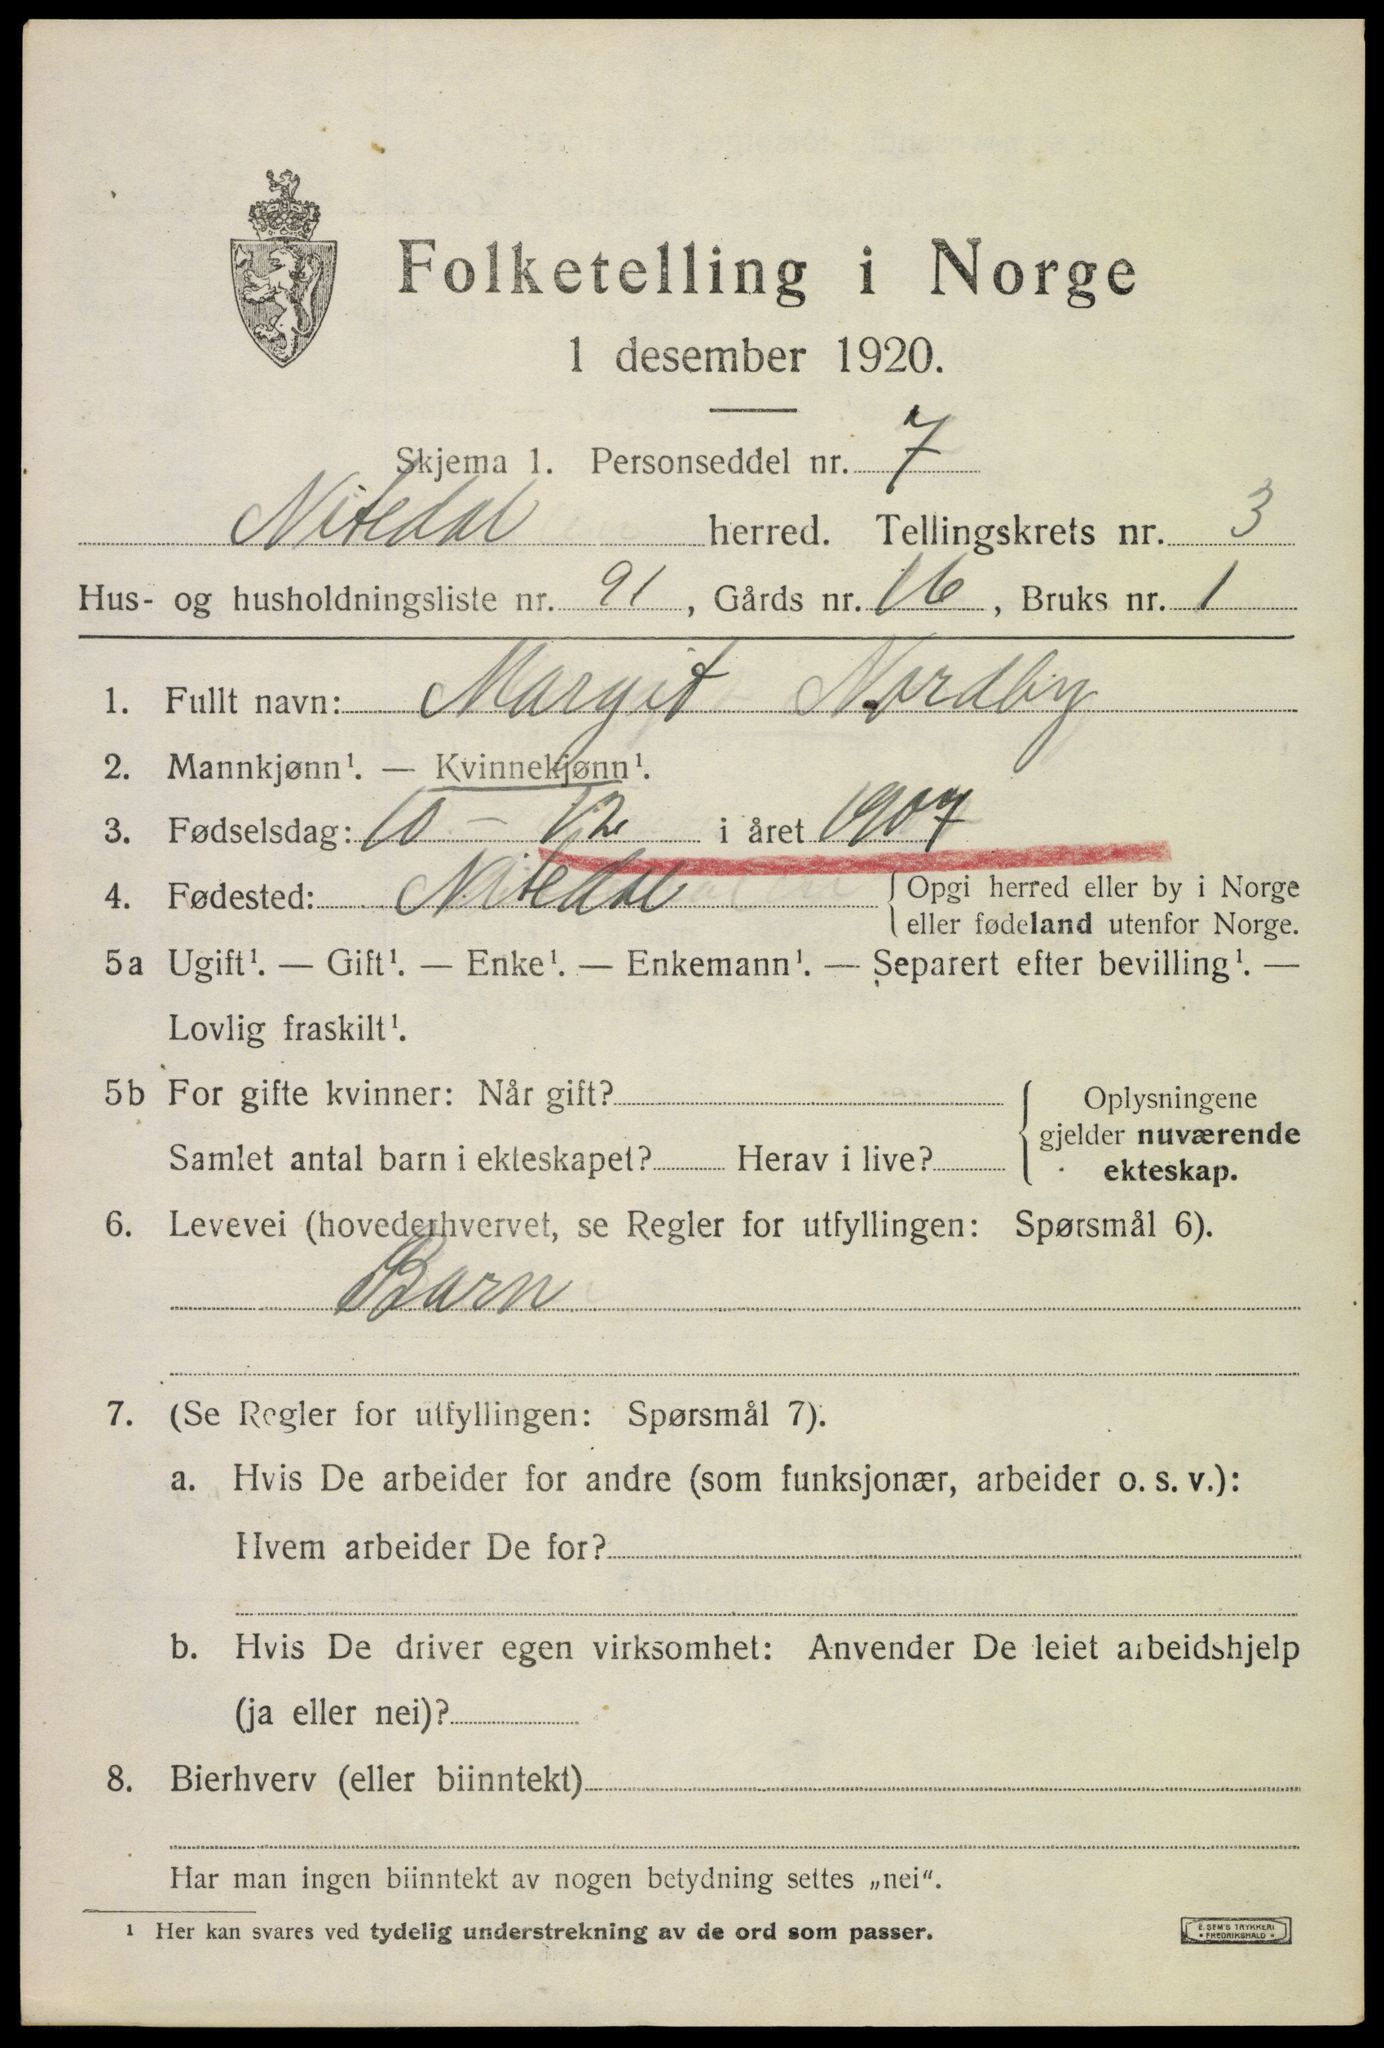 Folketelling i Norge
1 desember 1920.
Skjema 1. Personseddel nr. 7
Nitedal herred. Tellingskrets nr. 3
Hus- og husholdningsliste nr. 91, Gårds nr. 16, Bruks nr. 1
1. Fullt navn: Margit Nordby
2. Mannkjønn¹. — Kvinnekjønn¹.
3. Fødselsdag: 10 – 12 i året 1907
4. Fødested: Nitedal { Opgi herred eller by i Norge
eller fødeland utenfor Norge.
5a Ugift¹. — Gift¹. — Enke¹. — Enkemann¹. — Separert efter bevilling¹. —
Lovlig fraskilt¹.
5b For gifte kvinner: Når gift? { Oplysningene
gjelder nuværende
Samlet antal barn i ekteskapet? Herav i live? ekteskap.
6. Levevei (hovederhvervet, se Regler for utfyllingen: Spørsmål 6).
Barn
7. (Se Regler for utfyllingen: Spørsmål 7).
a. Hvis De arbeider for andre (som funksjonær, arbeider o. s. v.):
Hvem arbeider De for?
b. Hvis De driver egen virksomhet: Anvender De leiet arbeidshjelp
(ja eller nei)?
8. Bierhverv (eller biinntekt)
Har man ingen biinntekt av nogen betydning settes „nei".
¹ Her kan svares ved tydelig understrekning av de ord som passer.
E. SEM'S TRYKKERI
FREDRIKSHALD